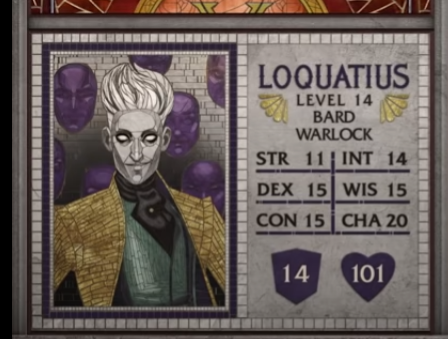 LOQUATIUS
LEVEL 14
BARD
WARLOCK
STR 11 INT 14
DEX 15 WIS 15
CON 15 CHA 20
14 101